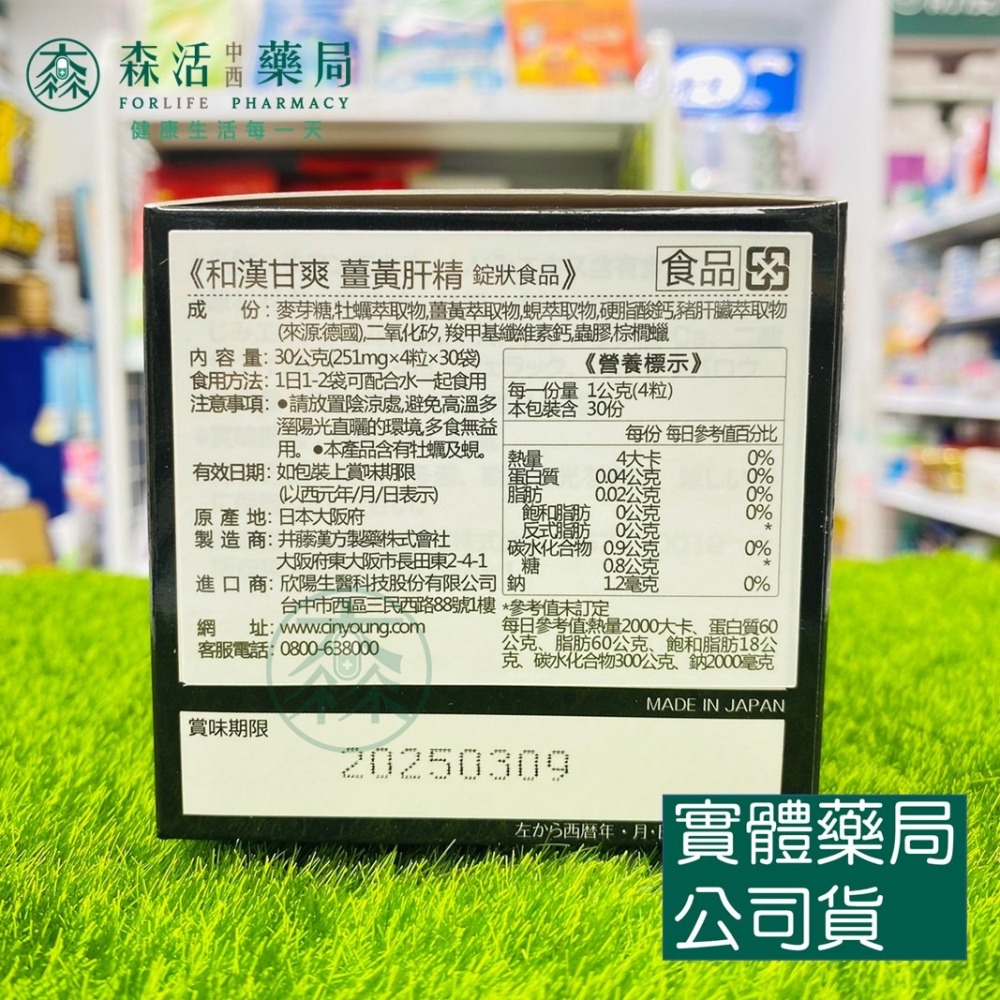 森活中西藥局
FORLIFE PHARMACY
健康生活每一天
《和漢甘爽 薑黃肝精 錠狀食品》 食品
成份:麥芽糖,牡蠣萃取物,薑黃萃取物,蜆萃取物,硬脂酸鈣,豬肝臟萃取物
(來源:德國),二氧化矽, 羧甲基纖維素鈣,蟲膠,棕櫚蠟
內容量:30公克(251mg×4粒×30袋)
食用方法:1日1-2袋可配合水一起食用
注意事項:●請放置陰涼處,避免高溫多
溼陽光直曬的環境,多食無益
用。●本產品含有牡蠣及蜆。
有效日期:如包裝上賞味期限
(以西元年/月/日表示)
原產地:日本大阪府
製造商:井藤漢方製藥株式會社
大阪府東大阪市長田東2-4-1
進口商:欣陽生醫科技股份有限公司
台中市西區三民西路88號1樓
網址:www.cinyoung.com
客服電話:0800-638000
《營養標示》
每一份量 1公克(4粒)
本包裝含 30份
每份 每日參考值百分比
熱量 4大卡 0%
蛋白質 0.04公克 0%
脂肪 0.02公克 0%
飽和脂肪 0公克 0%
反式脂肪 0公克 *
碳水化合物 0.9公克 0%
糖 0.8公克 *
鈉 1.2毫克 0%
*參考值未訂定
每日參考值:熱量2000大卡、蛋白質60
公克、脂肪60公克、飽和脂肪18公
克、碳水化合物300公克、鈉2000毫克
MADE IN JAPAN
賞味期限
20250309
左から西暦年・月・
實體藥局
公司貨